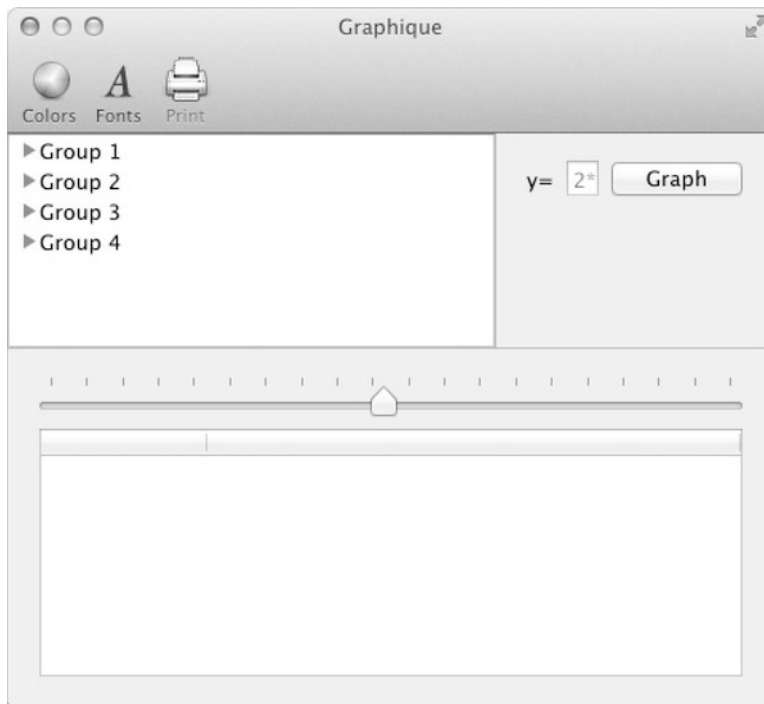 Graphique
Colors Fonts Print
Group 1
Group 2
Group 3
Group 4
y= 2* Graph